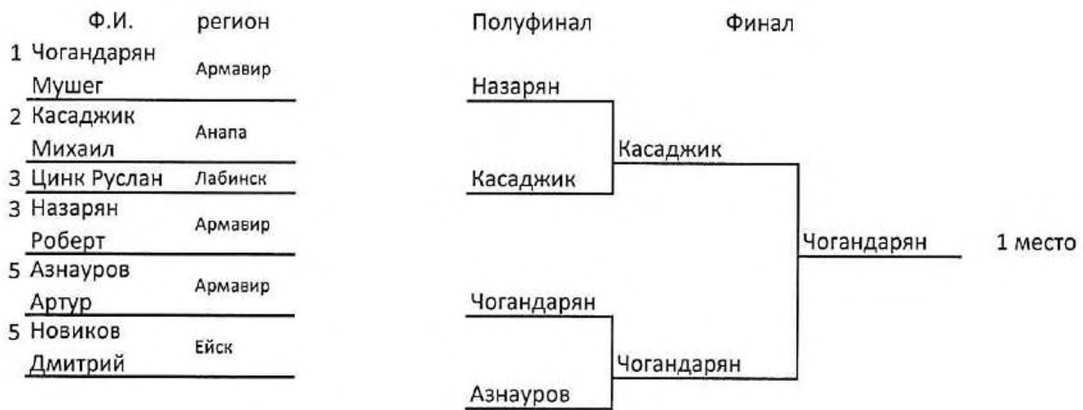 Ф.И. регион
1 Чогандарян
Мушег
Армавир
2 Касаджик
Михаил
Анапа
3 Цинк Руслан Лабинск
3 Назарян
Роберт
Армавир
5 Азнауров
Артур
Армавир
5 Новиков
Дмитрий
Ейск
Полуфинал Финал
Назарян
Касаджик
Касаджик
Чогандарян 1 место
Чогандарян
Чогандарян
Азнауров